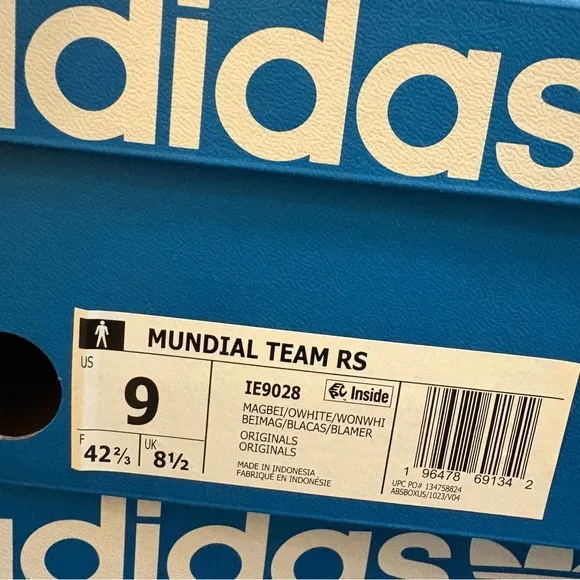 adidas
MUNDIAL TEAM RS
US
9
F
42⅔
UK
8½
IE9028
Inside
MAGBEI/OWHITE/WONWHI
BEIMAG/BLACAS/BLAMER
ORIGINALS
ORIGINALS
MADE IN INDONESIA
FABRIQUÉ EN INDONÉSIE
1 96478 69134 2
UPC PO# 134758824
ABSBOXUS/1023/V04
adidas